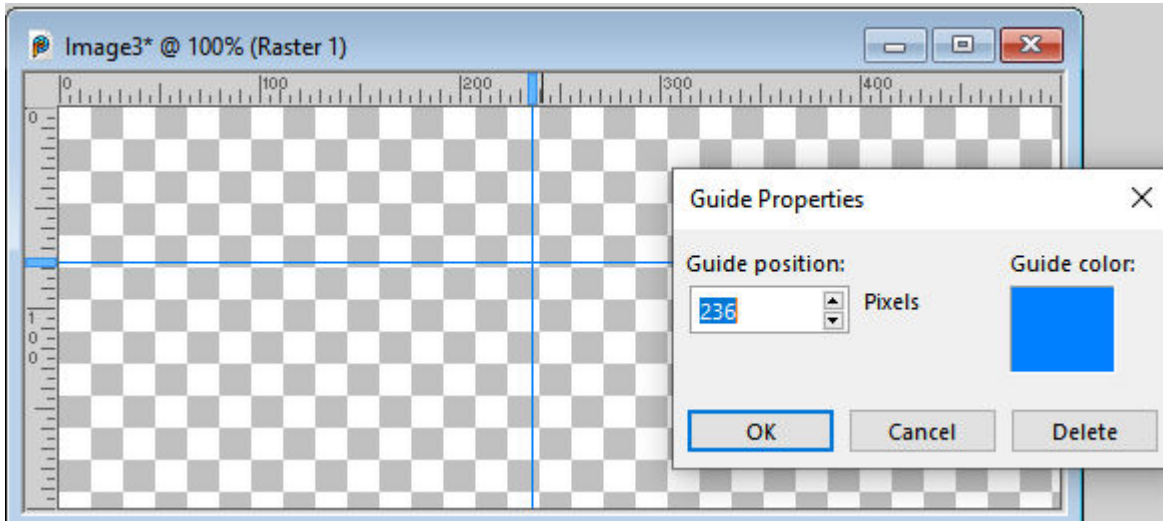 Image3* @ 100% (Raster 1)
0 100 200 300 400
0
100
Guide Properties
Guide position: Guide color:
236 Pixels
OK Cancel Delete